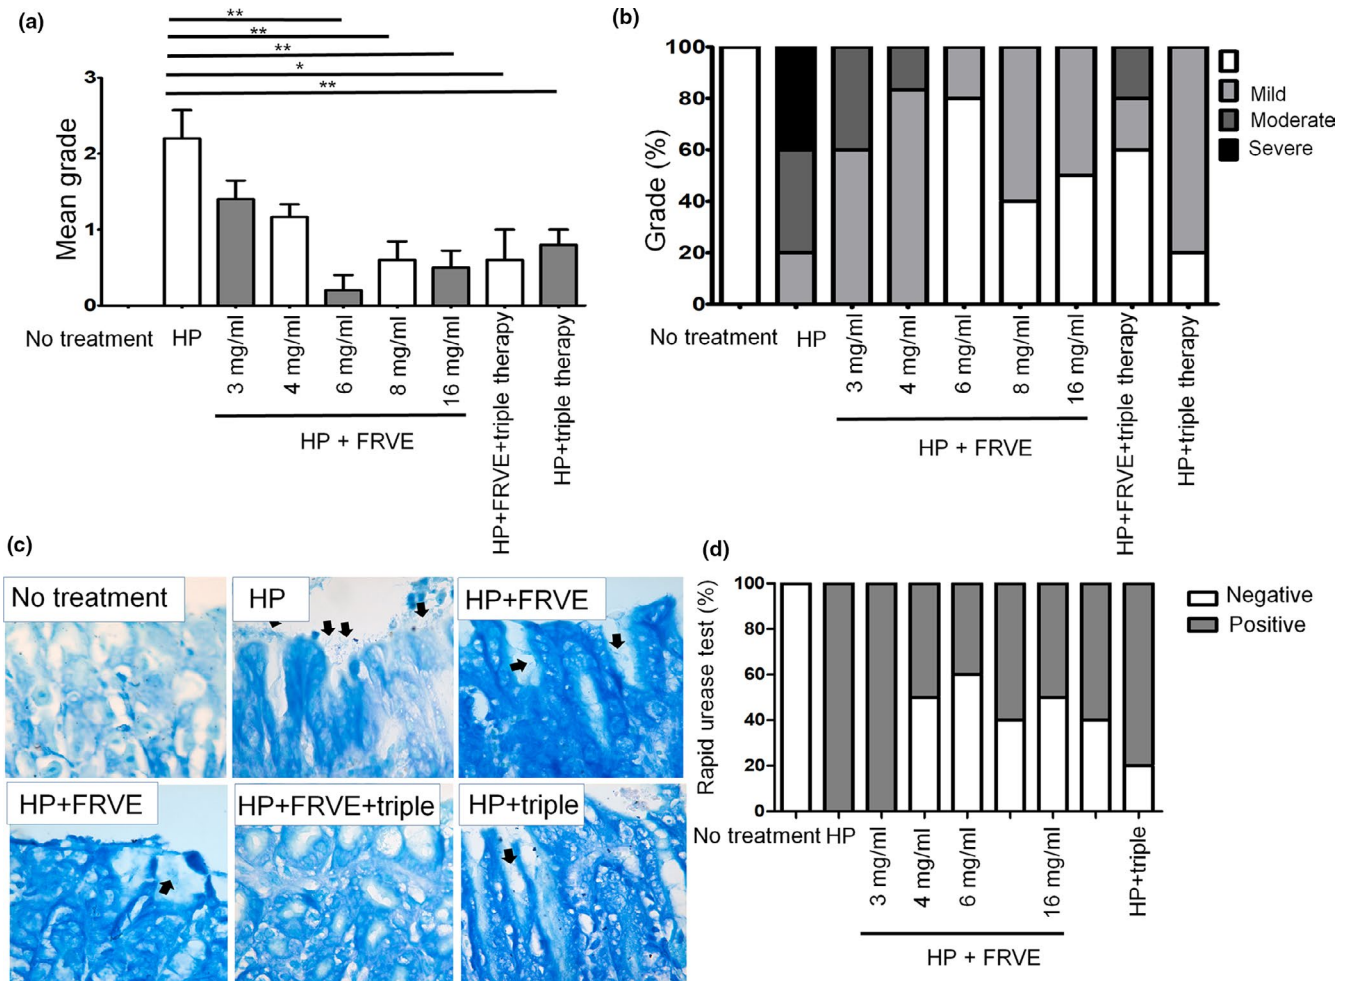 (a)
**
**
**
*
**
Mean grade
3
2
1
0
No treatment
HP
3 mg/ml
4 mg/ml
6 mg/ml
8 mg/ml
16 mg/ml
HP+FRVE+triple therapy
HP+triple therapy
HP + FRVE
(b)
Grade (%)
100
80
60
40
20
0
Mild
Moderate
Severe
No treatment
HP
3 mg/ml
4 mg/ml
6 mg/ml
8 mg/ml
16 mg/ml
HP+FRVE+triple therapy
HP+triple therapy
HP + FRVE
(c)
No treatment
HP
HP+FRVE
HP+FRVE
HP+FRVE+triple
HP+triple
(d)
Rapid urease test (%)
100
80
60
40
20
0
Negative
Positive
No treatment
HP
3 mg/ml
4 mg/ml
6 mg/ml
16 mg/ml
HP+triple
HP + FRVE